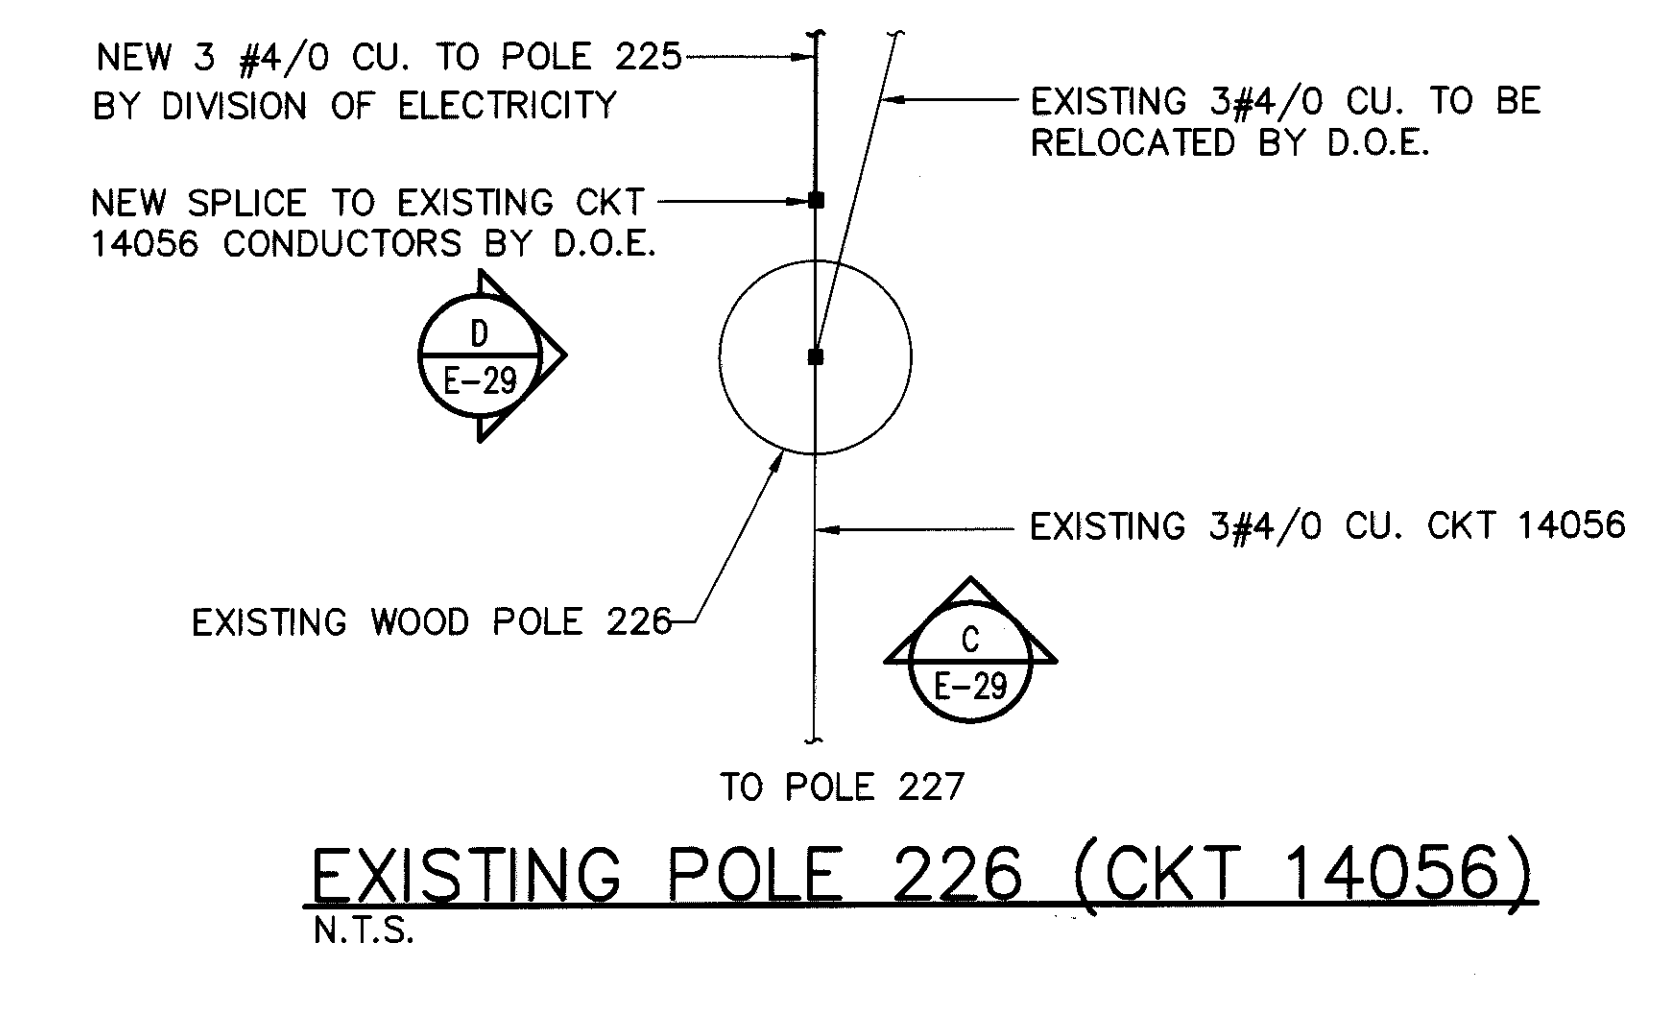 NEW 3 #4/0 CU. TO POLE 225
BY DIVISION OF ELECTRICITY
EXISTING 3#4/0 CU. TO BE
RELOCATED BY D.O.E.
NEW SPLICE TO EXISTING CKT
14056 CONDUCTORS BY D.O.E.
D
E-29
EXISTING 3#4/0 CU. CKT 14056
EXISTING WOOD POLE 226
C
E-29
TO POLE 227
EXISTING POLE 226 (CKT 14056)
N.T.S.